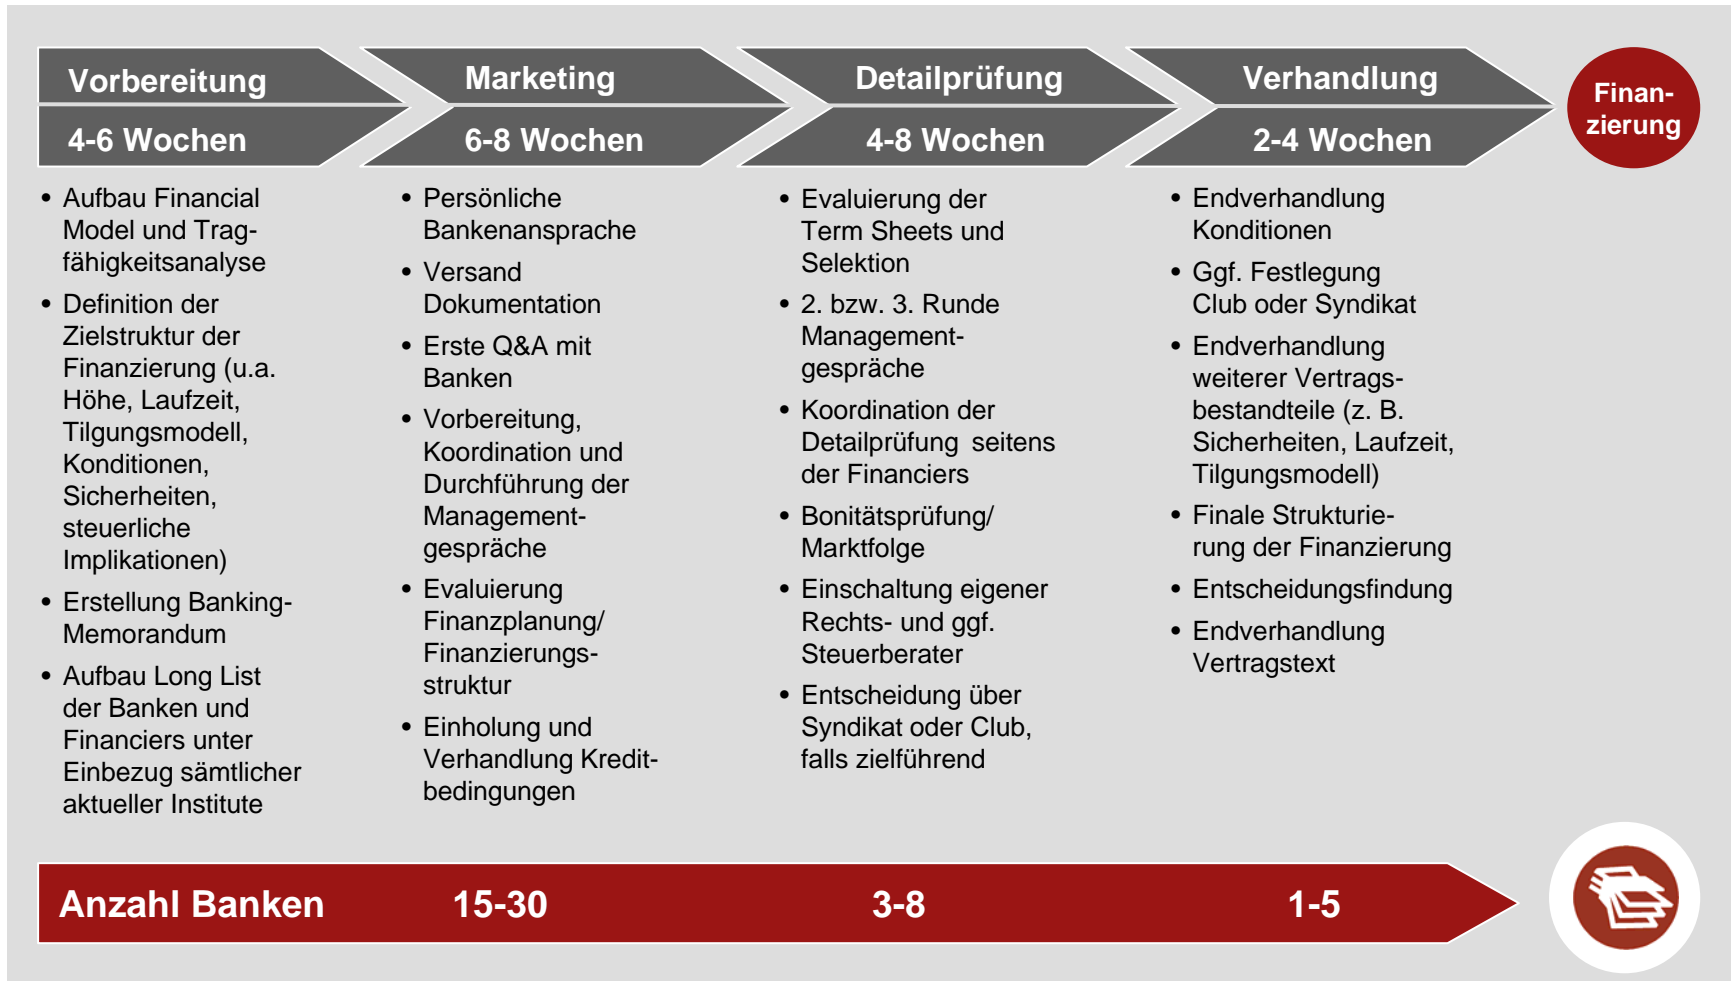 Vorbereitung
4-6 Wochen
Marketing
6-8 Wochen
Detailprüfung
4-8 Wochen
Verhandlung
2-4 Wochen
Finan-
zierung
• Aufbau Financial
Model und Trag-
fähigkeitsanalyse
• Definition der
Zielstruktur der
Finanzierung (u.a.
Höhe, Laufzeit,
Tilgungsmodell,
Konditionen,
Sicherheiten,
steuerliche
Implikationen)
• Erstellung Banking-
Memorandum
• Aufbau Long List
der Banken und
Financiers unter
Einbezug sämtlicher
aktueller Institute
• Persönliche
Bankenansprache
• Versand
Dokumentation
• Erste Q&A mit
Banken
• Vorbereitung,
Koordination und
Durchführung der
Management-
gespräche
• Evaluierung
Finanzplanung/
Finanzierungs-
struktur
• Einholung und
Verhandlung Kredit-
bedingungen
• Evaluierung der
Term Sheets und
Selektion
• 2. bzw. 3. Runde
Management-
gespräche
• Koordination der
Detailprüfung seitens
der Financiers
• Bonitätsprüfung/
Marktfolge
• Einschaltung eigener
Rechts- und ggf.
Steuerberater
• Entscheidung über
Syndikat oder Club,
falls zielführend
• Endverhandlung
Konditionen
• Ggf. Festlegung
Club oder Syndikat
• Endverhandlung
weiterer Vertrags-
bestandteile (z. B.
Sicherheiten, Laufzeit,
Tilgungsmodell)
• Finale Strukturie-
rung der Finanzierung
• Entscheidungsfindung
• Endverhandlung
Vertragstext
Anzahl Banken 15-30 3-8 1-5